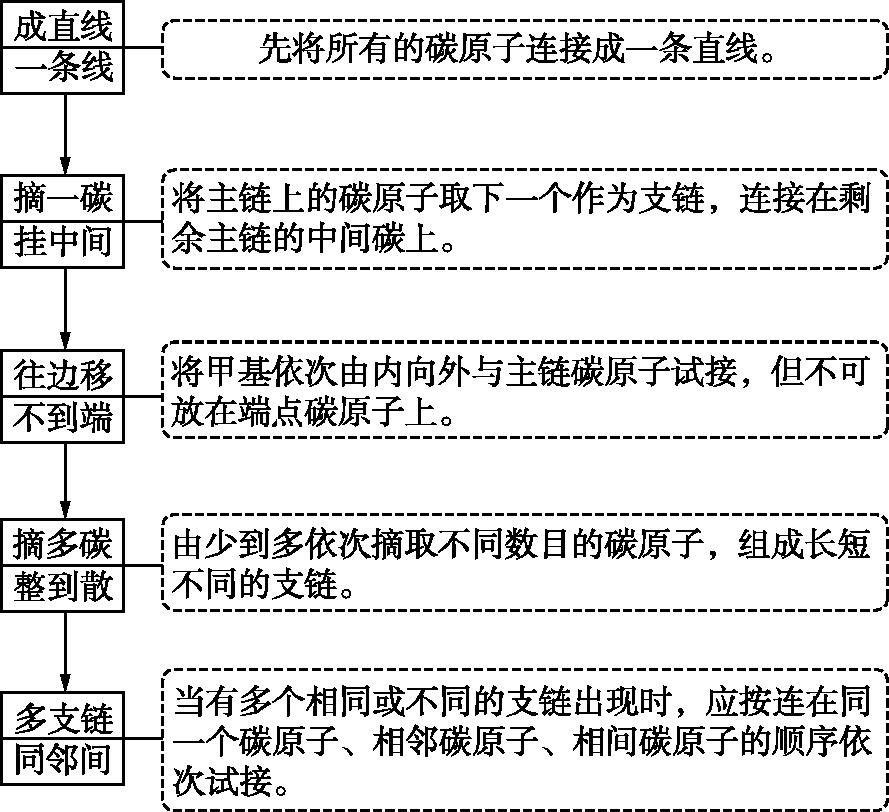 成直线
一条线
先将所有的碳原子连接成一条直线。
摘一碳
挂中间
将主链上的碳原子取下一个作为支链，连接在剩
余主链的中间碳上。
往边移
不到端
将甲基依次由内向外与主链碳原子试接，但不可
放在端点碳原子上。
摘多碳
整到散
由少到多依次摘取不同数目的碳原子，组成长短
不同的支链。
多支链
同邻间
当有多个相同或不同的支链出现时，应按连在同
一个碳原子、相邻碳原子、相间碳原子的顺序依
次试接。